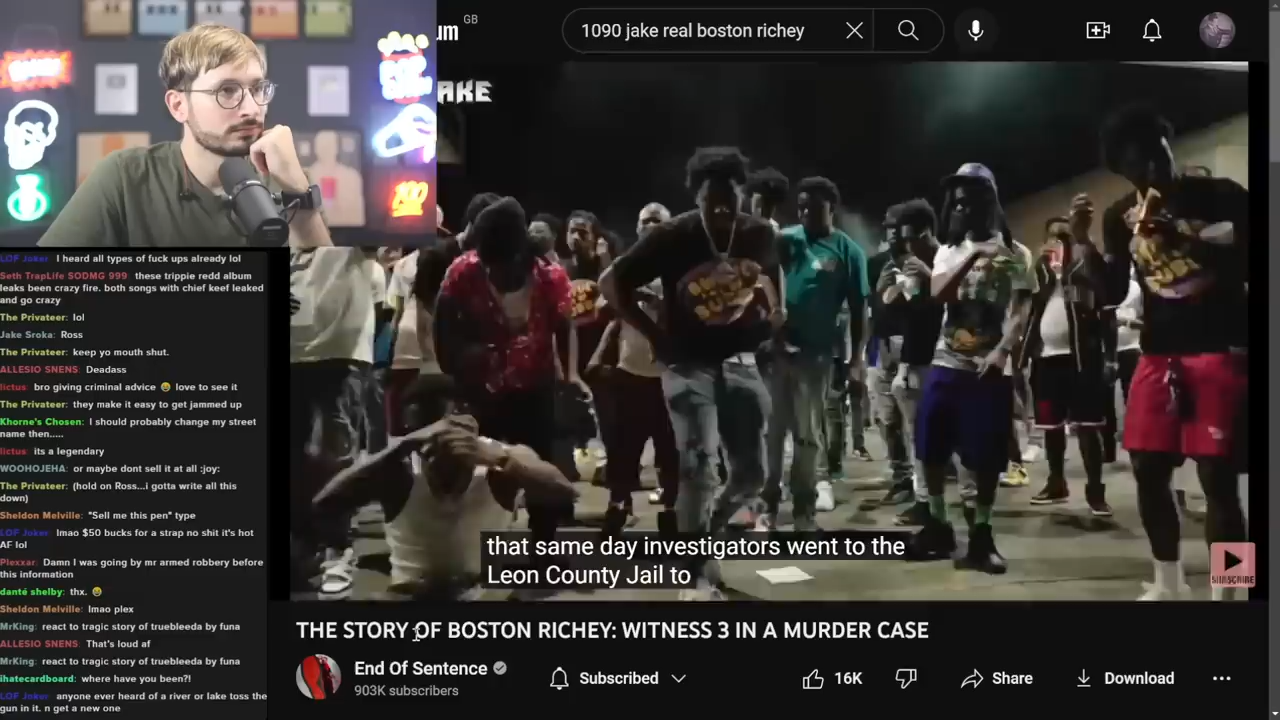 um GB
1090 jake real boston richey
AKE
LOF Joker: I heard all types of fuck ups already lol
Seth TrapLife SODMG 999: these trippie redd album
leaks been crazy fire. both songs with chief keef leaked
and go crazy
The Privateer: lol
Jake Sroka: Ross
The Privateer: keep yo mouth shut.
ALLESIO SNENS: Deadass
lictus: bro giving criminal advice 😆 love to see it
The Privateer: they make it easy to get jammed up
Khorne's Chosen: I should probably change my street
name then.....
lictus: its a legendary
WOOHOJEHA: or maybe dont sell it at all :joy:
The Privateer: (hold on Ross...i gotta write all this
down)
Sheldon Melville: "Sell me this pen" type
LOF Joker: lmao $50 bucks for a strap no shit it's hot
AF lol
Plexxar: Damn I was going by mr armed robbery before
this information
danté shelby: thx. 😆
Sheldon Melville: lmao plex
MrKing: react to tragic story of truebleeda by funa
ALLESIO SNENS: That's loud af
MrKing: react to tragic story of truebleeda by funa
ihatecardboard: where have you been?!
LOF Joker: anyone ever heard of a river or lake toss the
gun in it. n get a new one
that same day investigators went to the
Leon County Jail to
SUBSCRIBE
THE STORY OF BOSTON RICHEY: WITNESS 3 IN A MURDER CASE
End Of Sentence
903K subscribers
Subscribed
16K
Share
Download